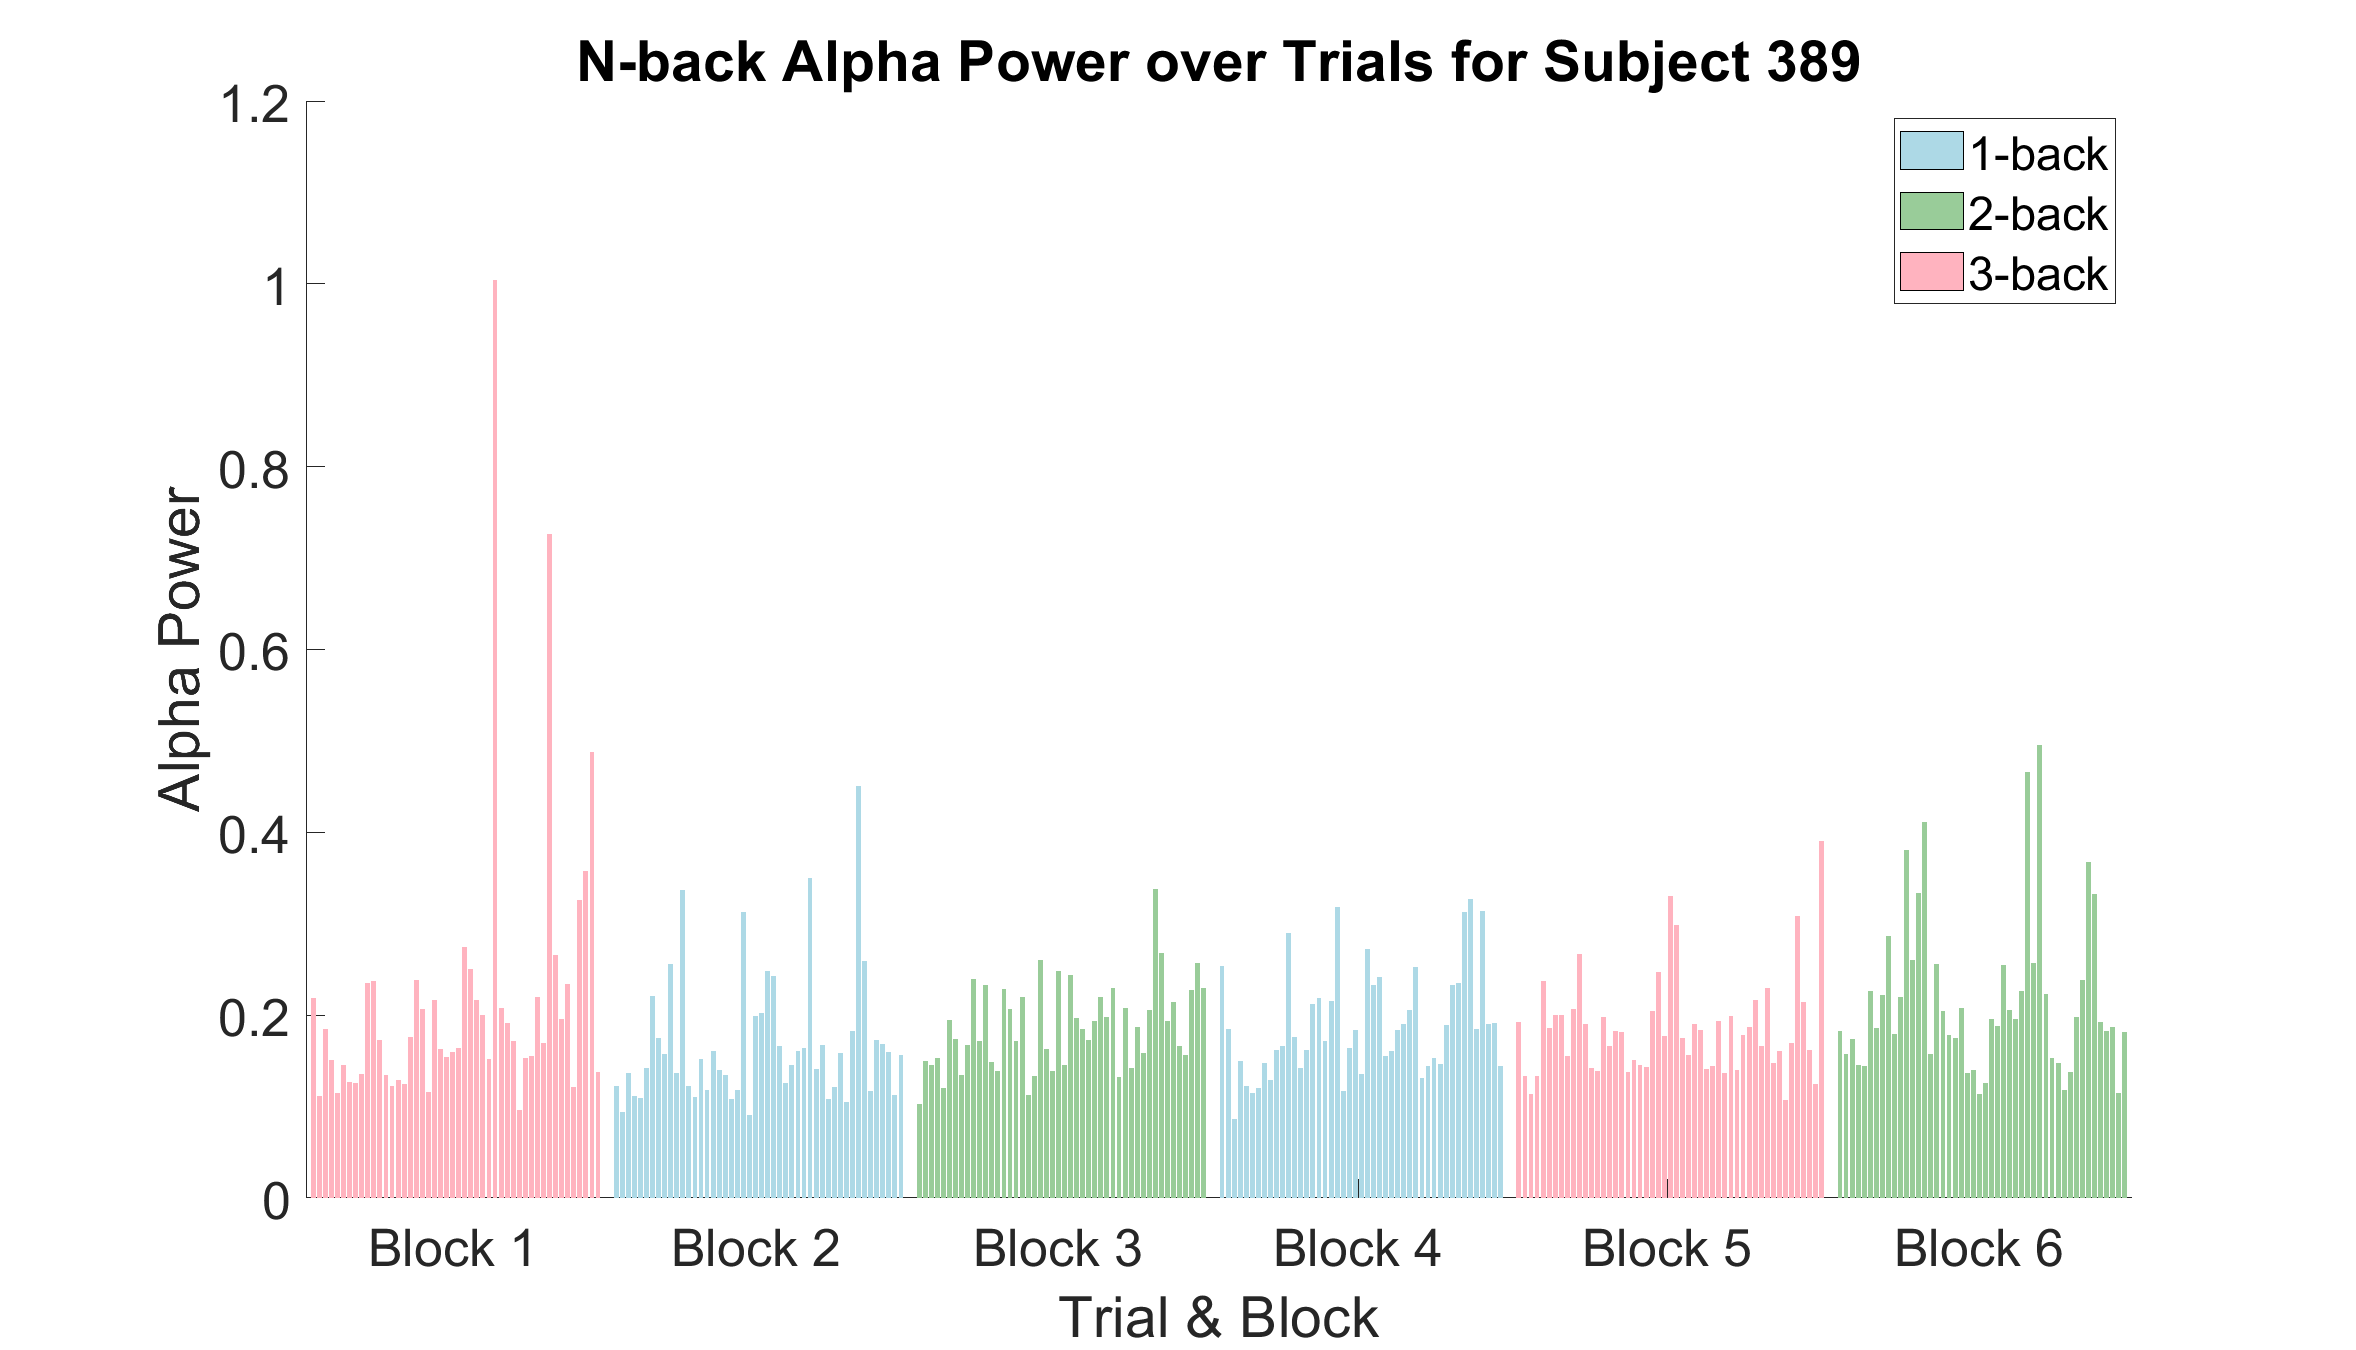 N-back Alpha Power over Trials for Subject 389
1.2
1
0.8
0.6
0.4
0.2
0
Alpha Power
1-back
2-back
3-back
Block 1
Block 2
Block 3
Block 4
Block 5
Block 6
Trial & Block